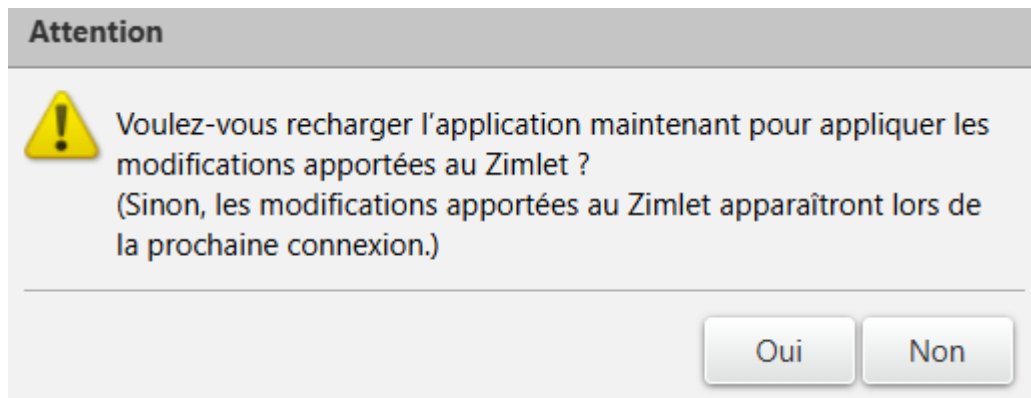 Attention
Voulez-vous recharger l’application maintenant pour appliquer les
modifications apportées au Zimlet ?
(Sinon, les modifications apportées au Zimlet apparaîtront lors de
la prochaine connexion.)
Oui Non